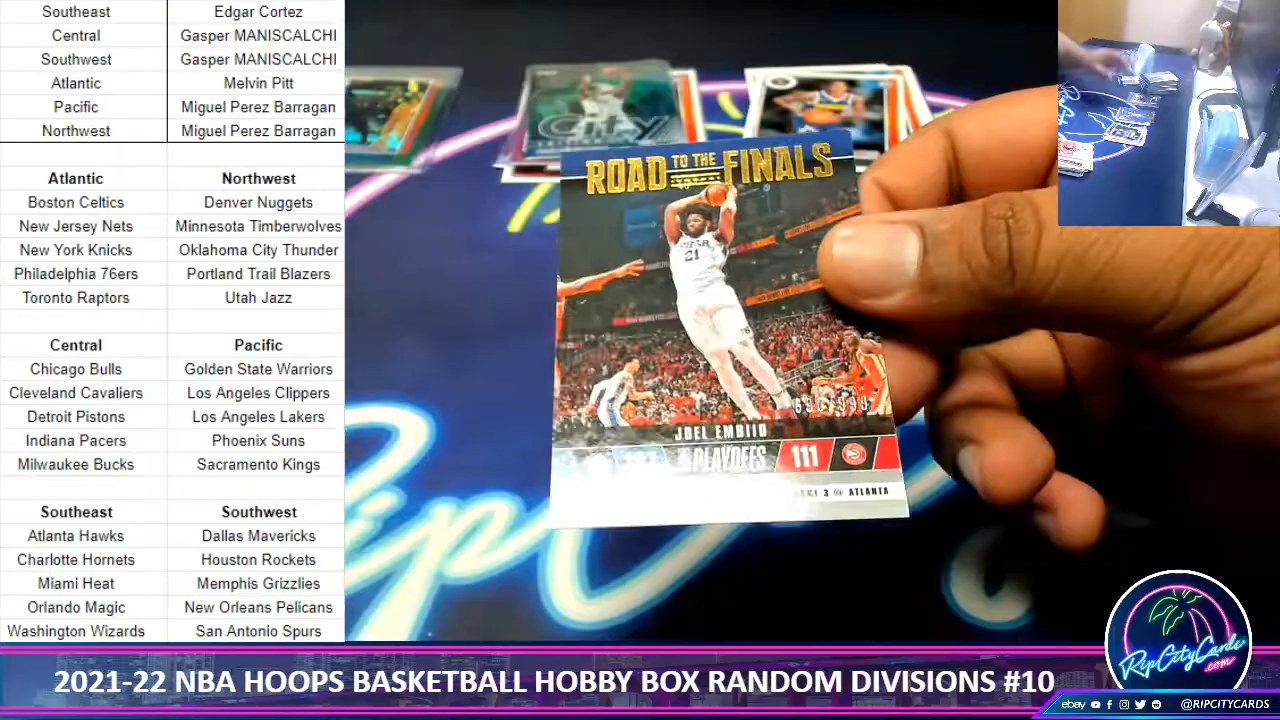 Southeast Edgar Cortez
Central Gasper MANISCALCHI
Southwest Gasper MANISCALCHI
Atlantic Melvin Pitt
Pacific Miguel Perez Barragan
Northwest Miguel Perez Barragan
Atlantic Northwest
Boston Celtics Denver Nuggets
New Jersey Nets Minnesota Timberwolves
New York Knicks Oklahoma City Thunder
Philadelphia 76ers Portland Trail Blazers
Toronto Raptors Utah Jazz
Central Pacific
Chicago Bulls Golden State Warriors
Cleveland Cavaliers Los Angeles Clippers
Detroit Pistons Los Angeles Lakers
Indiana Pacers Phoenix Suns
Milwaukee Bucks Sacramento Kings
Southeast Southwest
Atlanta Hawks Dallas Mavericks
Charlotte Hornets Houston Rockets
Miami Heat Memphis Grizzlies
Orlando Magic New Orleans Pelicans
Washington Wizards San Antonio Spurs
City
ROAD TO THE FINALS
21
JOEL EMBIID
PLAYOFFS 111
3 @ ATLANTA
Rip C
RipCityCards
.com
2021-22 NBA HOOPS BASKETBALL HOBBY BOX RANDOM DIVISIONS #10
ebay @RIPCITYCARDS